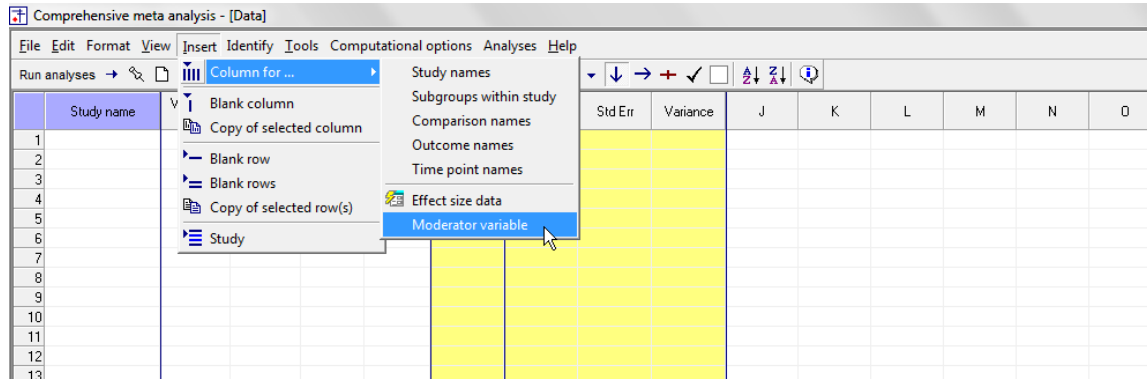 Comprehensive meta analysis - [Data]
File Edit Format View Insert Identify Tools Computational options Analyses Help
Run analyses
Column for ...
Blank column
Copy of selected column
Blank row
Blank rows
Copy of selected row(s)
Study
Study names
Subgroups within study
Comparison names
Outcome names
Time point names
Effect size data
Moderator variable
Study name V Std Err Variance J K L M N O
1
2
3
4
5
6
7
8
9
10
11
12
13